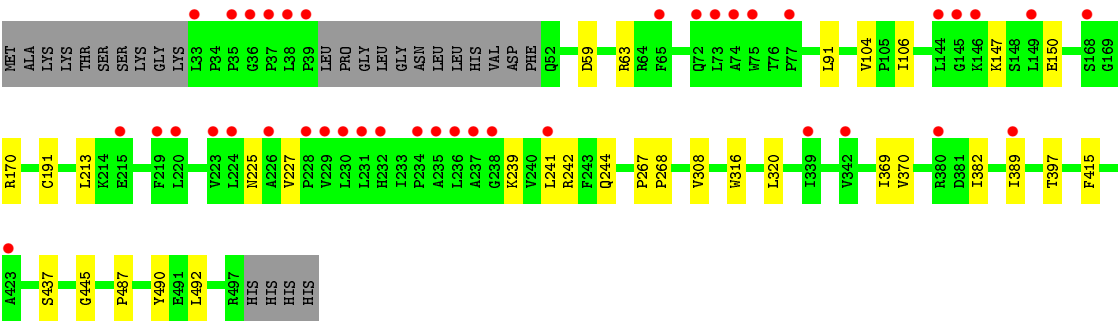 MET ALA LYS LYS THR SER SER LYS GLY LYS L33 P34 P35 G36 P37 L38 P39 LEU PRO GLY LEU GLY ASN LEU LEU HIS VAL ASP PHE Q52 D59 R63 R64 F65 Q72 L73 A74 W75 T76 P77 L91 V104 P105 I106 L144 G145 K146 K147 S148 L149 E150 S168 G169
R170 C191 L213 K214 E215 F219 L220 V223 L224 N225 A226 V227 P228 V229 L230 L231 H232 I233 P234 A235 L236 A237 G238 K239 V240 L241 R242 F243 Q244 P267 P268 V308 W316 L320 I339 V342 I369 V370 R380 D381 I382 I389 T397 F415
A423 S437 G445 P487 Y490 E491 L492 R497 HIS HIS HIS HIS